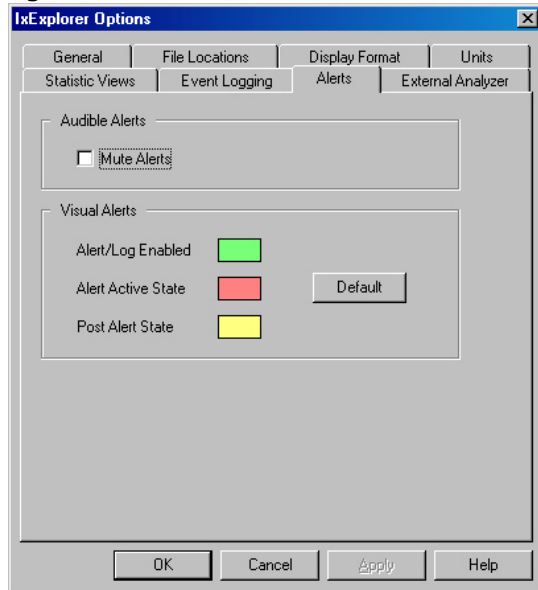 IxExplorer Options
General File Locations Display Format Units
Statistic Views Event Logging Alerts External Analyzer
Audible Alerts
Mute Alerts
Visual Alerts
Alert/Log Enabled
Alert Active State Default
Post Alert State
OK Cancel Apply Help